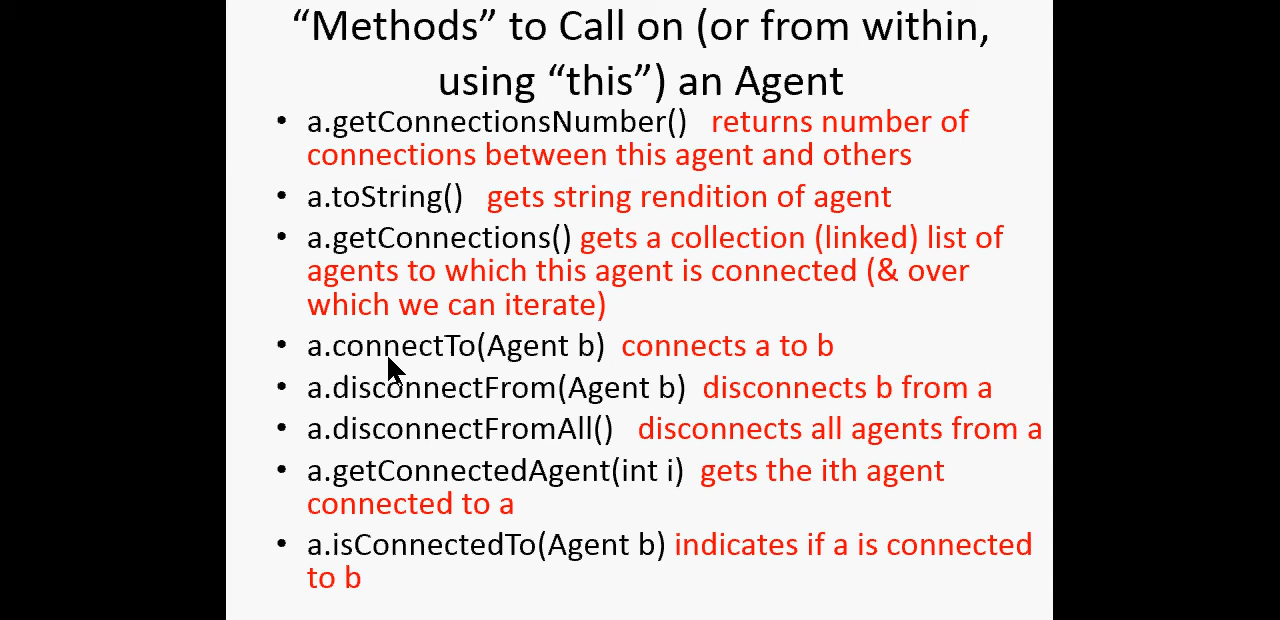 “Methods” to Call on (or from within,
using “this”) an Agent
• a.getConnectionsNumber() returns number of
connections between this agent and others
• a.toString() gets string rendition of agent
• a.getConnections() gets a collection (linked) list of
agents to which this agent is connected (& over
which we can iterate)
• a.connectTo(Agent b) connects a to b
• a.disconnectFrom(Agent b) disconnects b from a
• a.disconnectFromAll() disconnects all agents from a
• a.getConnectedAgent(int i) gets the ith agent
connected to a
• a.isConnectedTo(Agent b) indicates if a is connected
to b